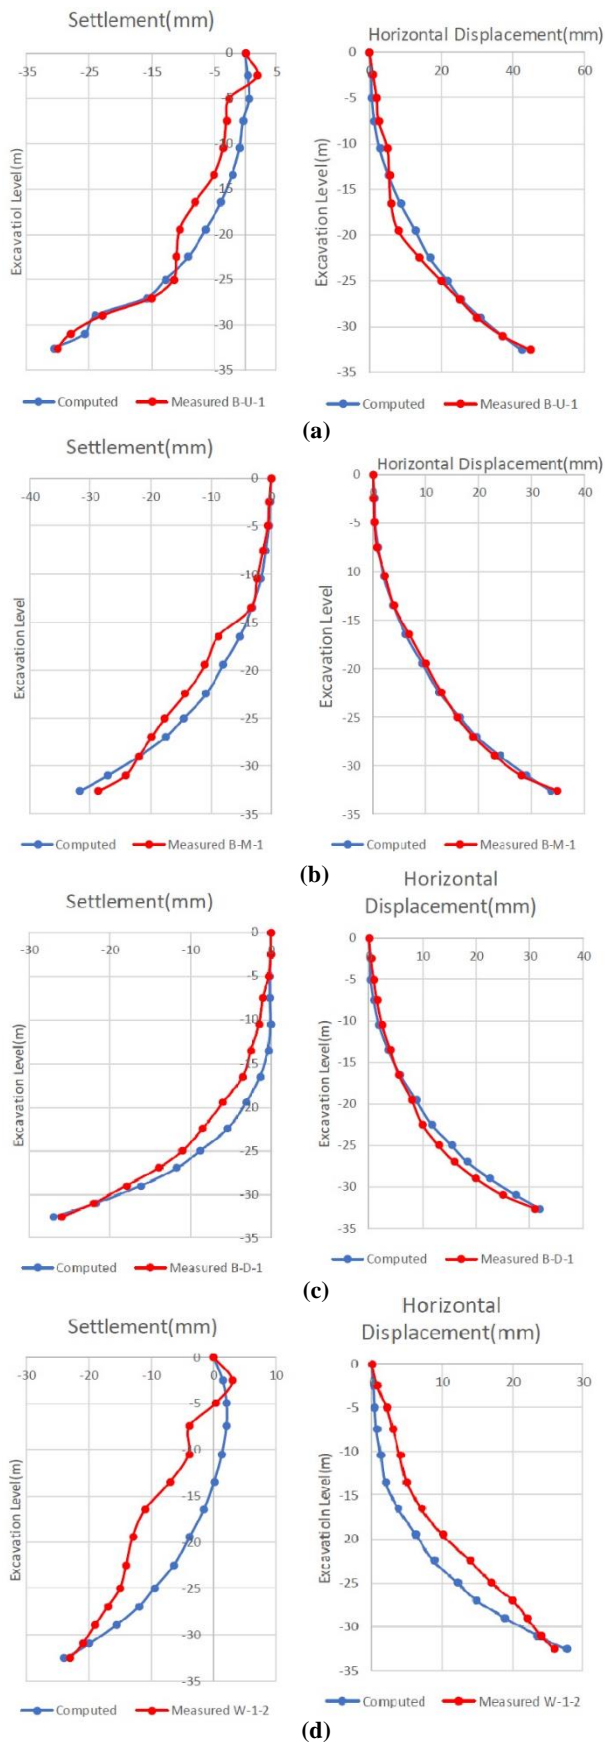 Settlement(mm)
-35 -25 -15 -5 5
0
-5
-10
-15
-20
-25
-30
-35
Excavatiol Level(m)
Computed Measured B-U-1
Horizontal Displacement(mm)
0 20 40 60
0
-5
-10
-15
-20
-25
-30
-35
Excavation Level(m)
Computed Measured B-U-1
(a)
Settlement(mm)
-40 -30 -20 -10 0
0
-5
-10
-15
-20
-25
-30
-35
Excavation Level
Computed Measured B-M-1
Horizontal Displacement(mm)
0 10 20 30 40
0
-5
-10
-15
-20
-25
-30
-35
Excavation Level
Computed Measured B-M-1
(b)
Settlement(mm)
-30 -20 -10 0
0
-5
-10
-15
-20
-25
-30
-35
Excavation Level(m)
Computed Measured B-D-1
Horizontal
Displacement(mm)
0 10 20 30 40
0
-5
-10
-15
-20
-25
-30
-35
Excavation Level(m)
Computed Measured B-D-1
(c)
Settlement(mm)
-30 -20 -10 0 10
0
-5
-10
-15
-20
-25
-30
-35
Excavation Level(m)
Computed Measured W-1-2
Horizontal
Displacement(mm)
0 10 20 30
0
-5
-10
-15
-20
-25
-30
-35
ExcavatioIn Level(m)
Computed Measured W-1-2
(d)